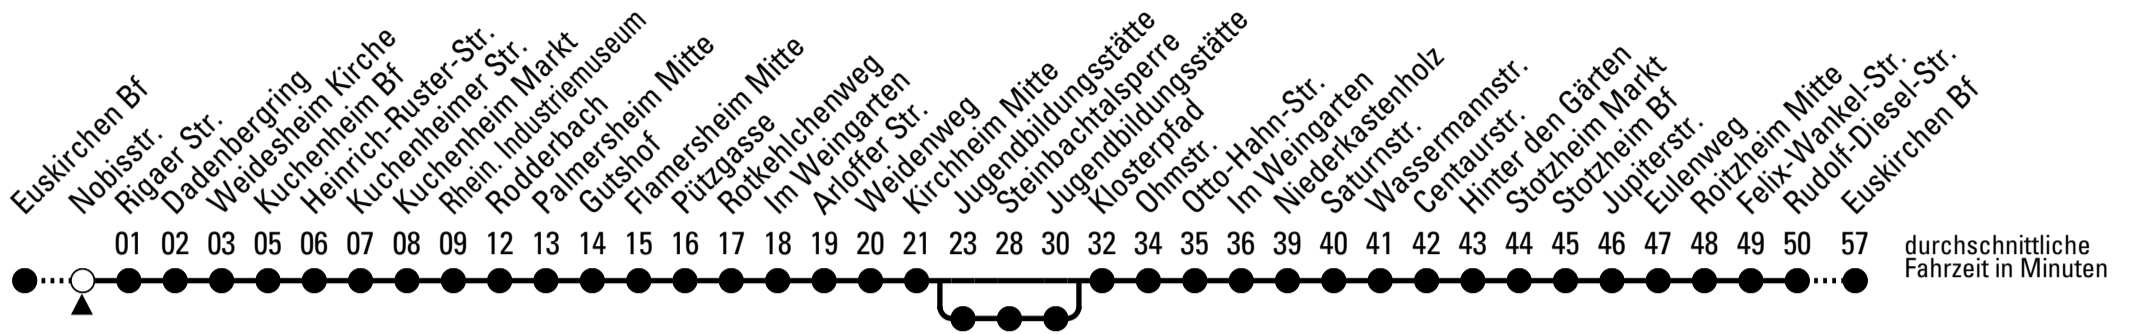 Euskirchen Bf
Nobisstr.
Rigaer Str.
Dadenbergring
Weidesheim Kirche
Kuchenheim Bf
Heinrich-Ruster-Str.
Kuchenheimer Str.
Kuchenheim Markt
Rhein. Industriemuseum
Rodderbach
Palmersheim Mitte
Gutshof
Flamersheim Mitte
Pützgasse
Rotkehlchenweg
Im Weingarten
Arloffer Str.
Weidenweg
Kirchheim Mitte
Jugendbildungsstätte
Steinbachtalsperre
Jugendbildungsstätte
Klosterpfad
Ohmstr.
Otto-Hahn-Str.
Im Weingarten
Niederkastenholz
Saturnstr.
Wassermannstr.
Centaurstr.
Hinter den Gärten
Stotzheim Markt
Stotzheim Bf
Jupiterstr.
Eulenweg
Roitzheim Mitte
Felix-Wankel-Str.
Rudolf-Diesel-Str.
Euskirchen Bf
01 02 03 05 06 07 08 09 12 13 14 15 16 17 18 19 20 21 23 28 30 32 34 35 36 39 40 41 42 43 44 45 46 47 48 49 50 57
durchschnittliche
Fahrzeit in Minuten